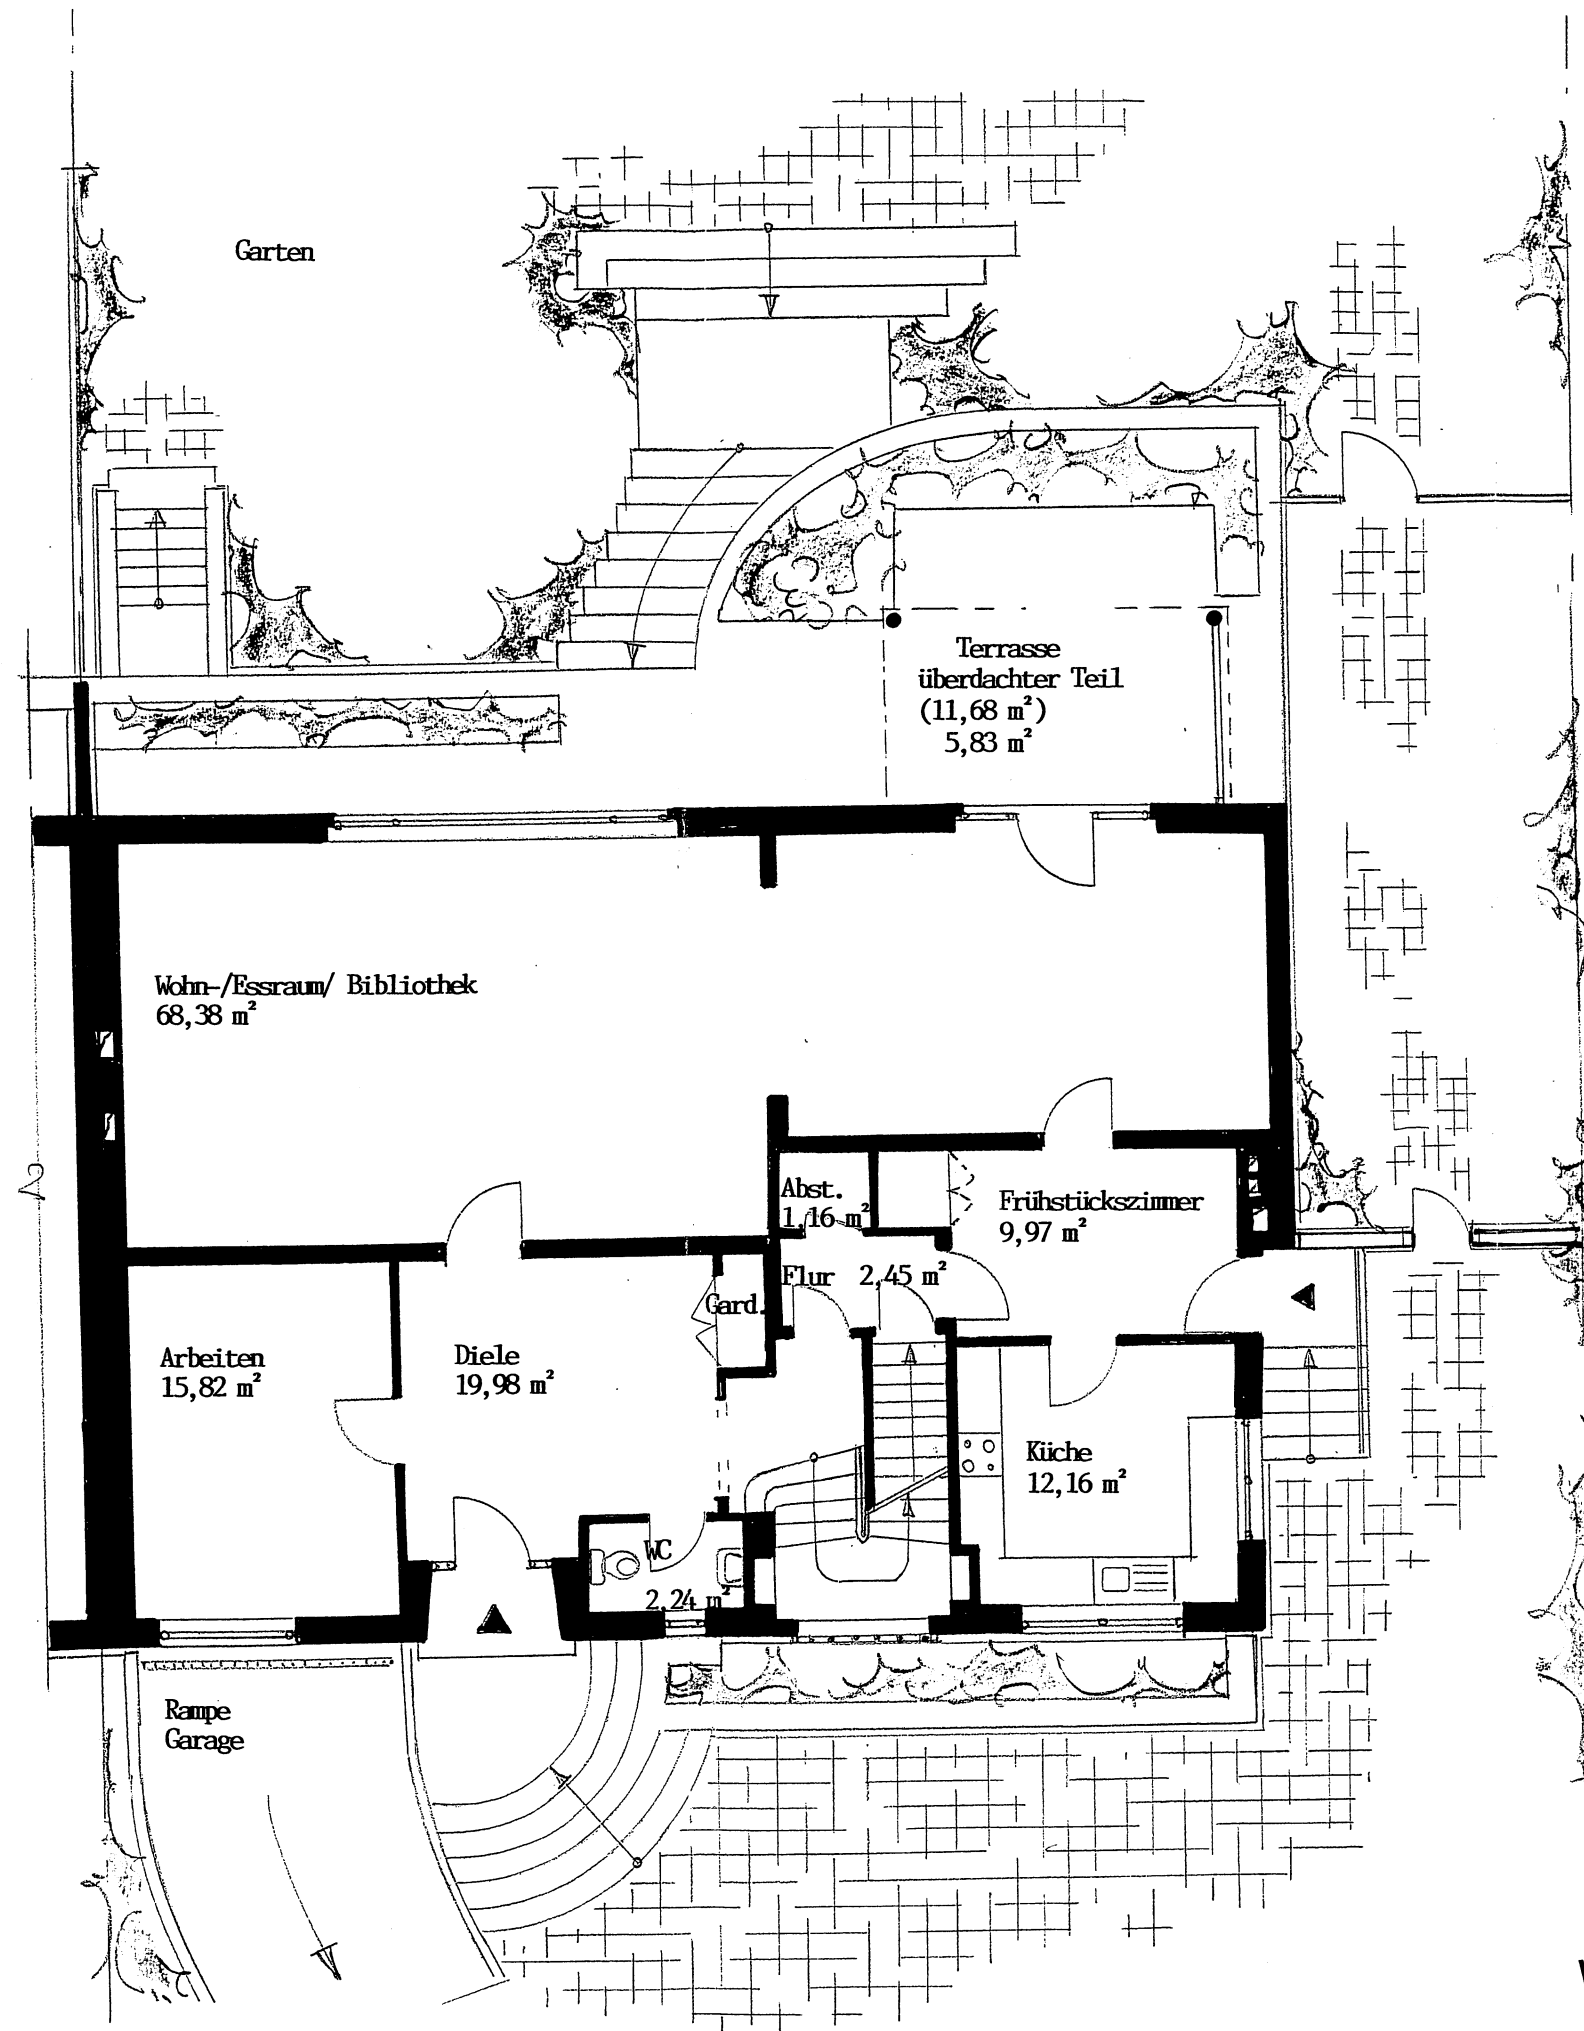 Garten
Terrasse
überdachter Teil
(11,68 m²)
5,83 m²
Wohn-/Essraum/ Bibliothek
68,38 m²
Abst.
1,16 m²
Frühstückszimmer
9,97 m²
Flur 2,45 m²
Gard.
Arbeiten
15,82 m²
Diele
19,98 m²
Küche
12,16 m²
WC
2,24 m²
Rampe
Garage